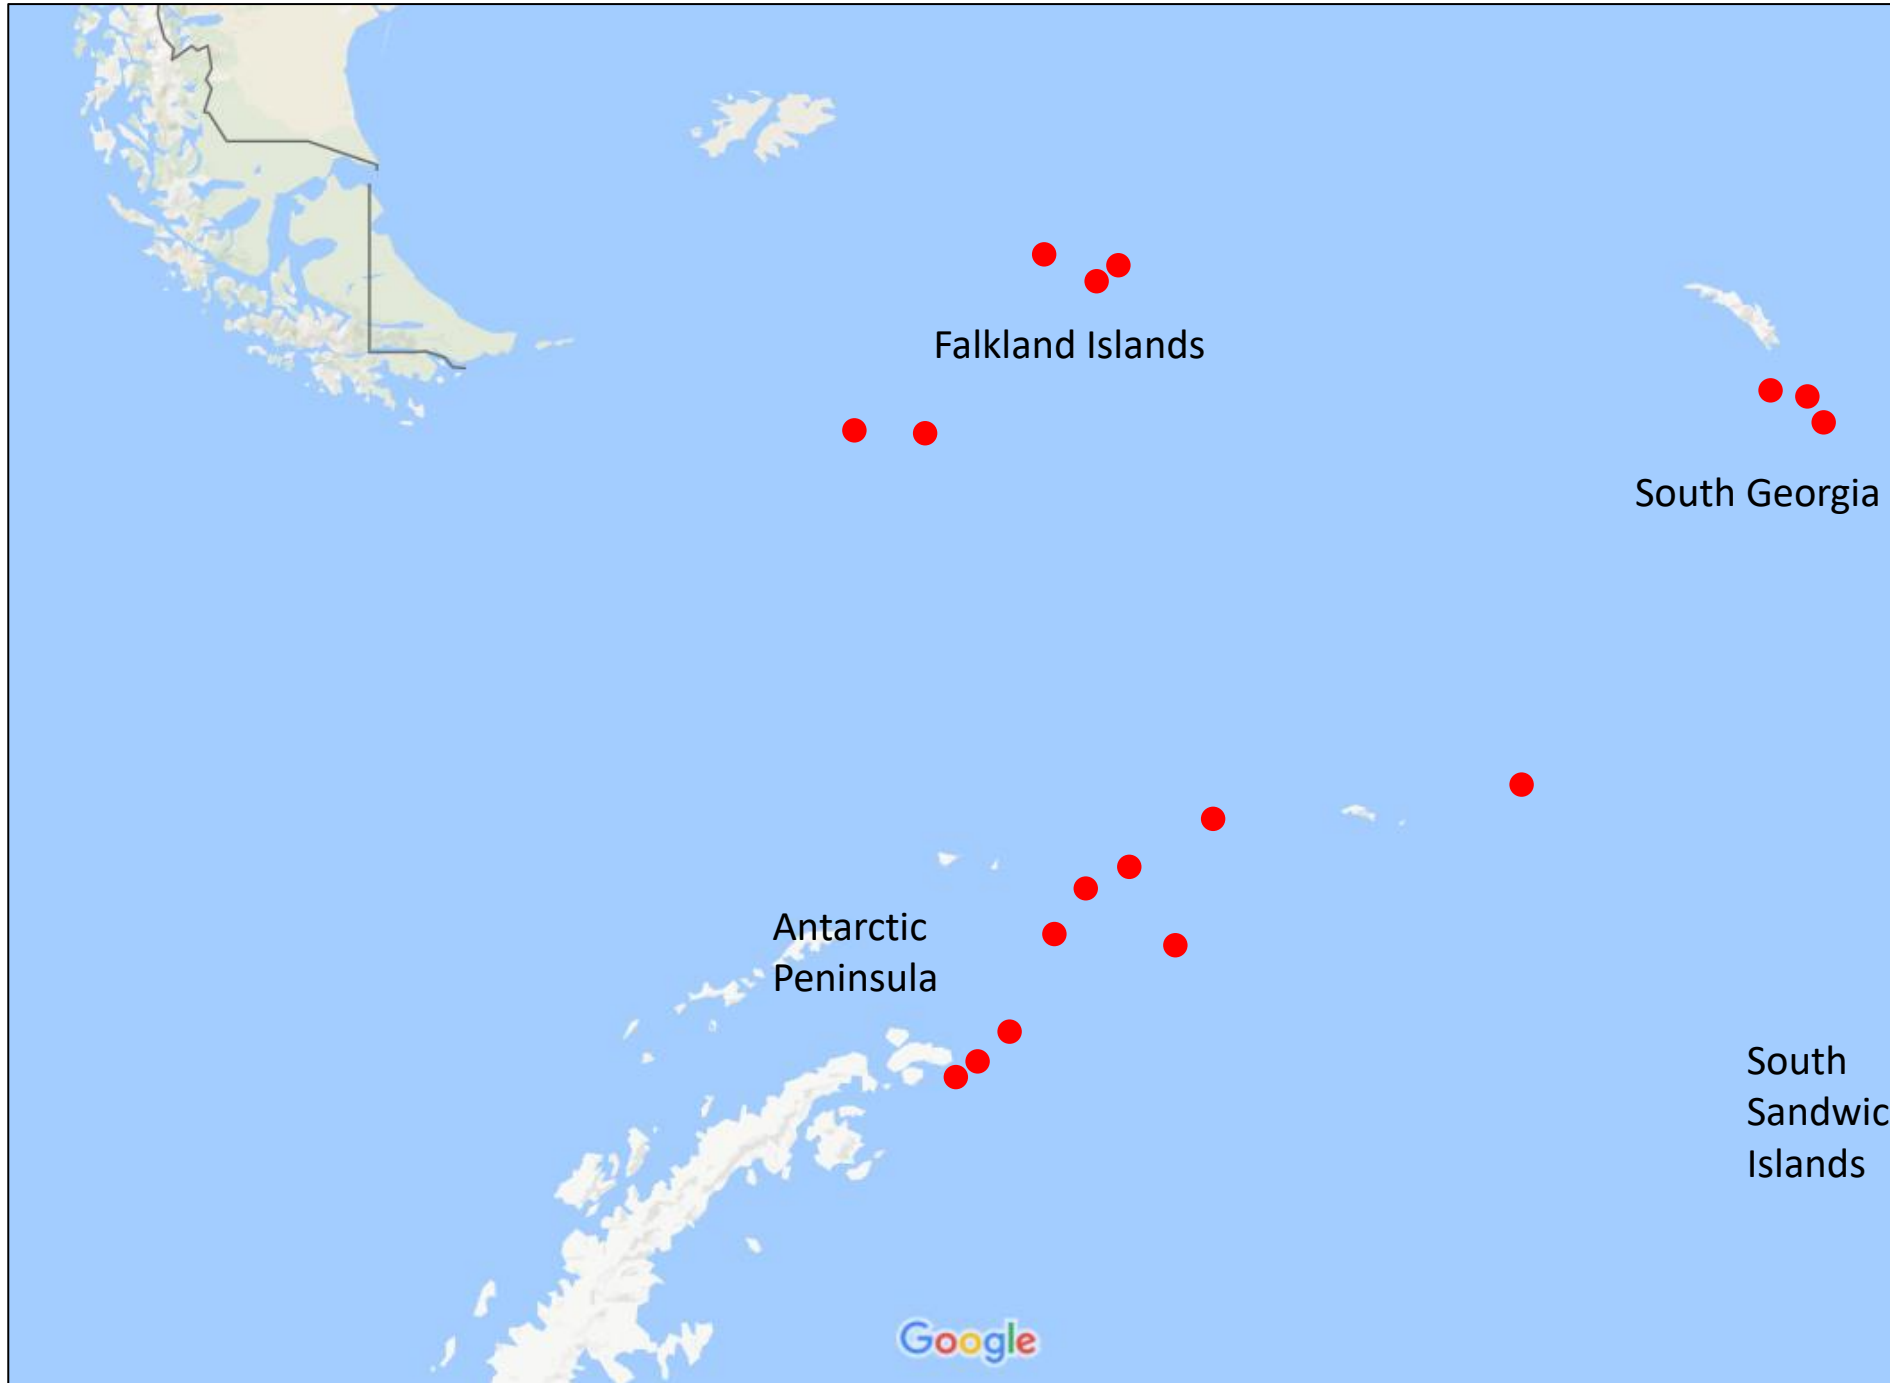 Falkland Islands
South Georgia
Antarctic
Peninsula
South
Sandwic
Islands
Google